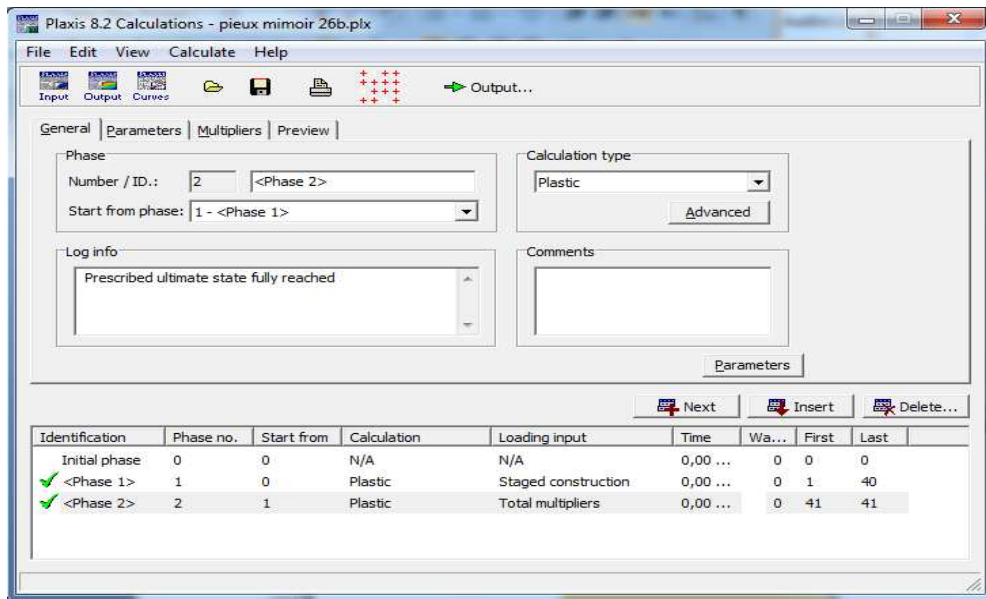 Plaxis 8.2 Calculations - pieux mimoir 26b.plx
File Edit View Calculate Help
Input Output Curves Output...
General Parameters Multipliers Preview
Phase
Number / ID.: 2 <Phase 2>
Start from phase: 1 - <Phase 1>
Calculation type
Plastic
Advanced
Log info
Prescribed ultimate state fully reached
Comments
Parameters
Next Insert Delete...
Identification Phase no. Start from Calculation Loading input Time Wa... First Last
Initial phase 0 0 N/A N/A 0,00 ... 0 0 0
<Phase 1> 1 0 Plastic Staged construction 0,00 ... 0 1 40
<Phase 2> 2 1 Plastic Total multipliers 0,00 ... 0 41 41